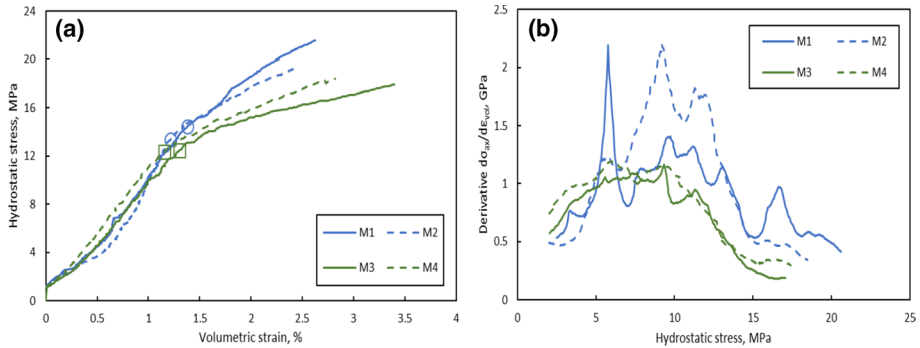 (a)
Hydrostatic stress, MPa
24
20
16
12
8
4
0
0 0.5 1 1.5 2 2.5 3 3.5 4
Volumetric strain, %
M1 M2
M3 M4
(b)
Derivative dσax/dεvol, GPa
2.5
2
1.5
1
0.5
0
0 5 10 15 20 25
Hydrostatic stress, MPa
M1 M2
M3 M4